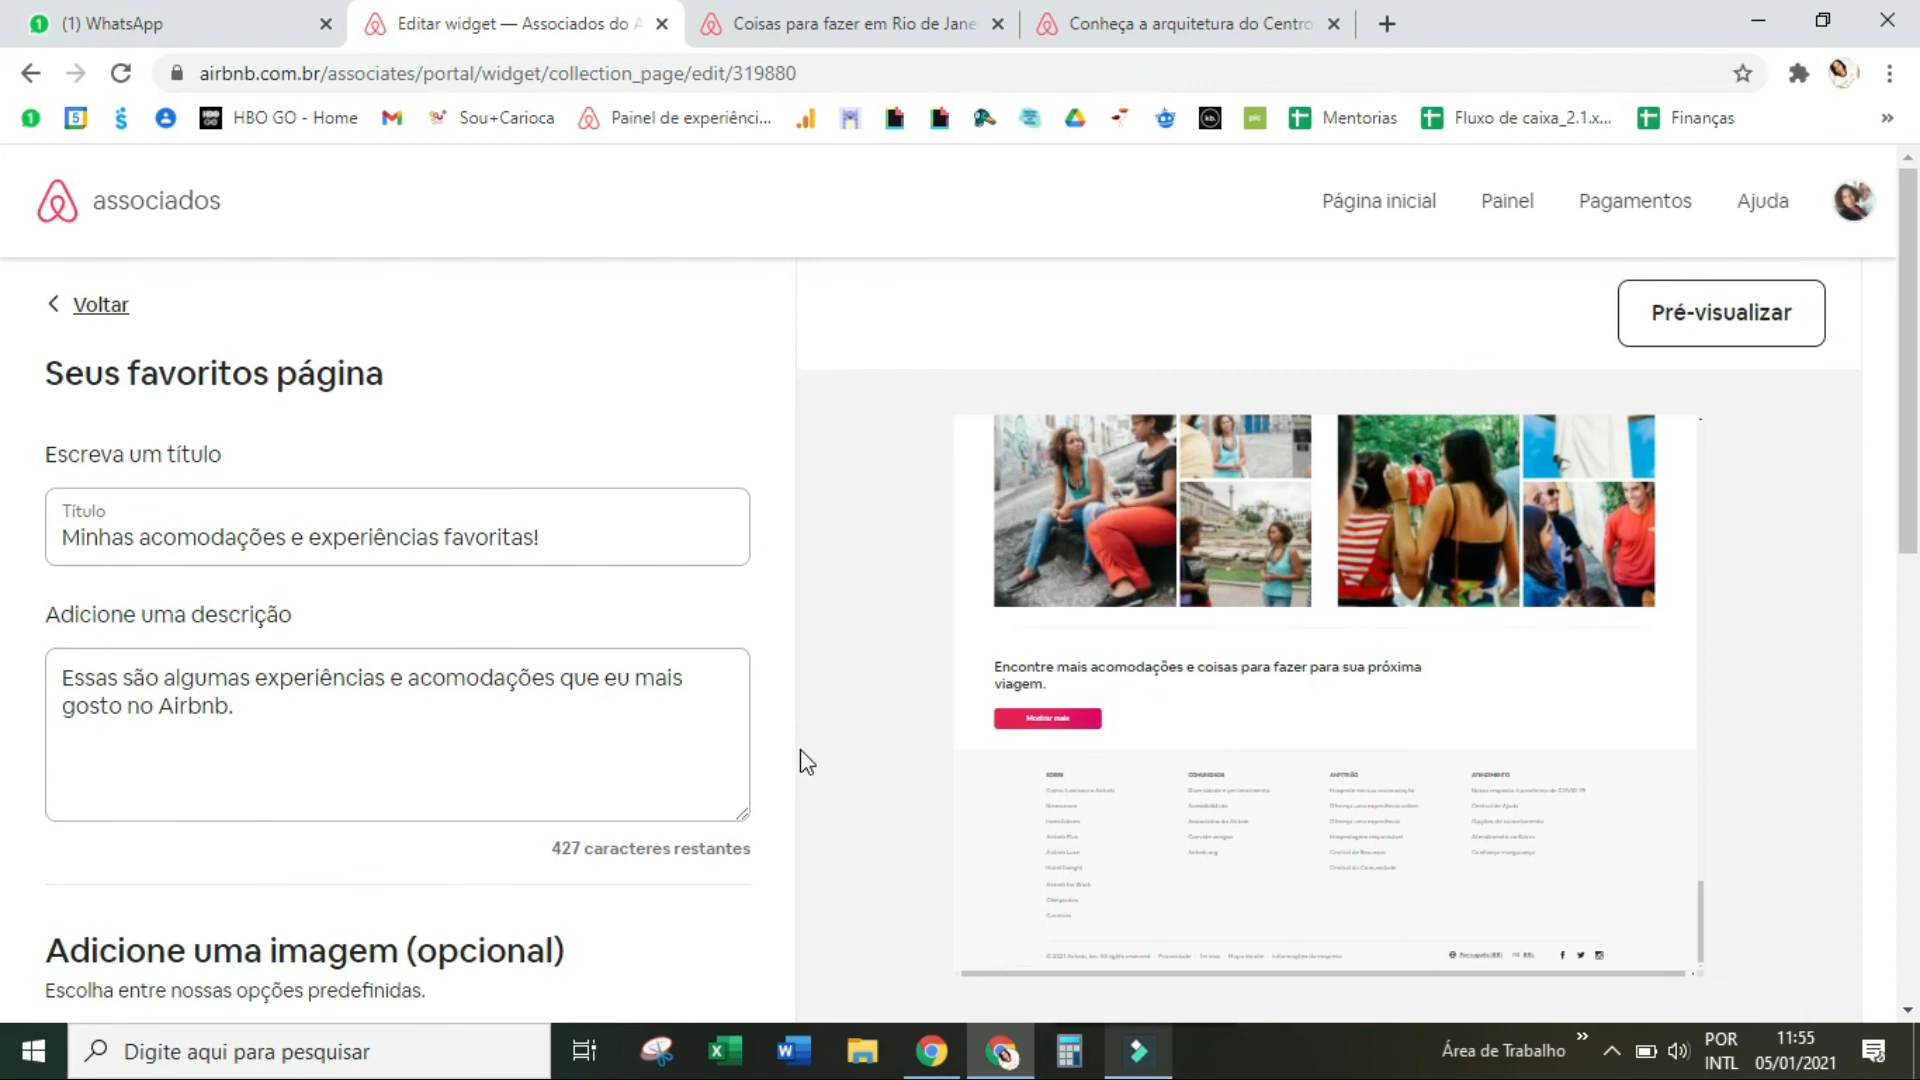 (1) WhatsApp
Editar widget — Associados do A
Coisas para fazer em Rio de Jane
Conheça a arquitetura do Centro
airbnb.com.br/associates/portal/widget/collection_page/edit/319880
HBO GO - Home
Sou+Carioca
Painel de experiênci...
Mentorias
Fluxo de caixa_2.1.x...
Finanças
associados
Página inicial
Painel
Pagamentos
Ajuda
Voltar
Pré-visualizar
Seus favoritos página
Escreva um título
Título
Minhas acomodações e experiências favoritas!
Adicione uma descrição
Essas são algumas experiências e acomodações que eu mais
gosto no Airbnb.
427 caracteres restantes
Adicione uma imagem (opcional)
Escolha entre nossas opções predefinidas.
Encontre mais acomodações e coisas para fazer para sua próxima
viagem.
Mostrar mais
Digite aqui para pesquisar
Área de Trabalho
POR
INTL
11:55
05/01/2021